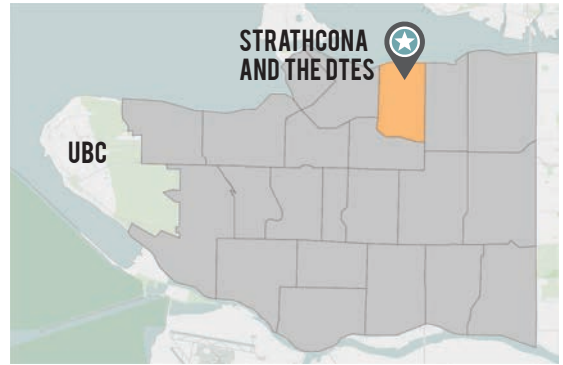 STRATHCONA
AND THE DTES
UBC